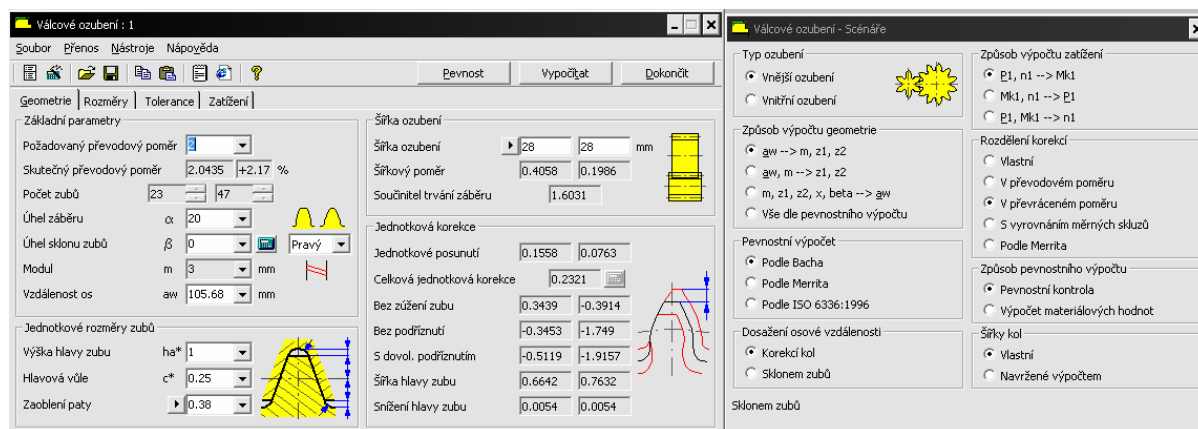 Válcové ozubení : 1
Soubor Přenos Nástroje Nápověda
Pevnost Vypočítat Dokončit
Geometrie Rozměry Tolerance Zatížení
Základní parametry
Požadovaný převodový poměr 2
Skutečný převodový poměr 2.0435 +2.17 %
Počet zubů 23 47
Úhel záběru α 20
Úhel sklonu zubů β 0 Pravý
Modul m 3 mm
Vzdálenost os aw 105.68 mm
Jednotkové rozměry zubů
Výška hlavy zubu ha* 1
Hlavová vůle c* 0.25
Zaoblení paty 0.38
Šířka ozubení
Šířka ozubení 28 28 mm
Šířkový poměr 0.4058 0.1986
Součinitel trvání záběru 1.6031
Jednotková korekce
Jednotkové posunutí 0.1558 0.0763
Celková jednotková korekce 0.2321
Bez zúžení zubu 0.3439 -0.3914
Bez podříznutí -0.3453 -1.749
S dovol. podříznutím -0.5119 -1.9157
Šířka hlavy zubu 0.6642 0.7632
Snížení hlavy zubu 0.0054 0.0054
Válcové ozubení - Scénáře
Typ ozubení
Vnější ozubení
Vnitřní ozubení
Způsob výpočtu geometrie
aw --> m, z1, z2
aw, m --> z1, z2
m, z1, z2, x, beta --> aw
Vše dle pevnostního výpočtu
Pevnostní výpočet
Podle Bacha
Podle Merrita
Podle ISO 6336:1996
Dosažení osové vzdálenosti
Korekcí kol
Sklonem zubů
Sklonem zubů
Způsob výpočtu zatížení
P1, n1 --> Mk1
Mk1, n1 --> P1
P1, Mk1 --> n1
Rozdělení korekcí
Vlastní
V převodovém poměru
V převráceném poměru
S vyrovnáním měrných skluzů
Podle Merrita
Způsob pevnostního výpočtu
Pevnostní kontrola
Výpočet materiálových hodnot
Šířky kol
Vlastní
Navržené výpočtem